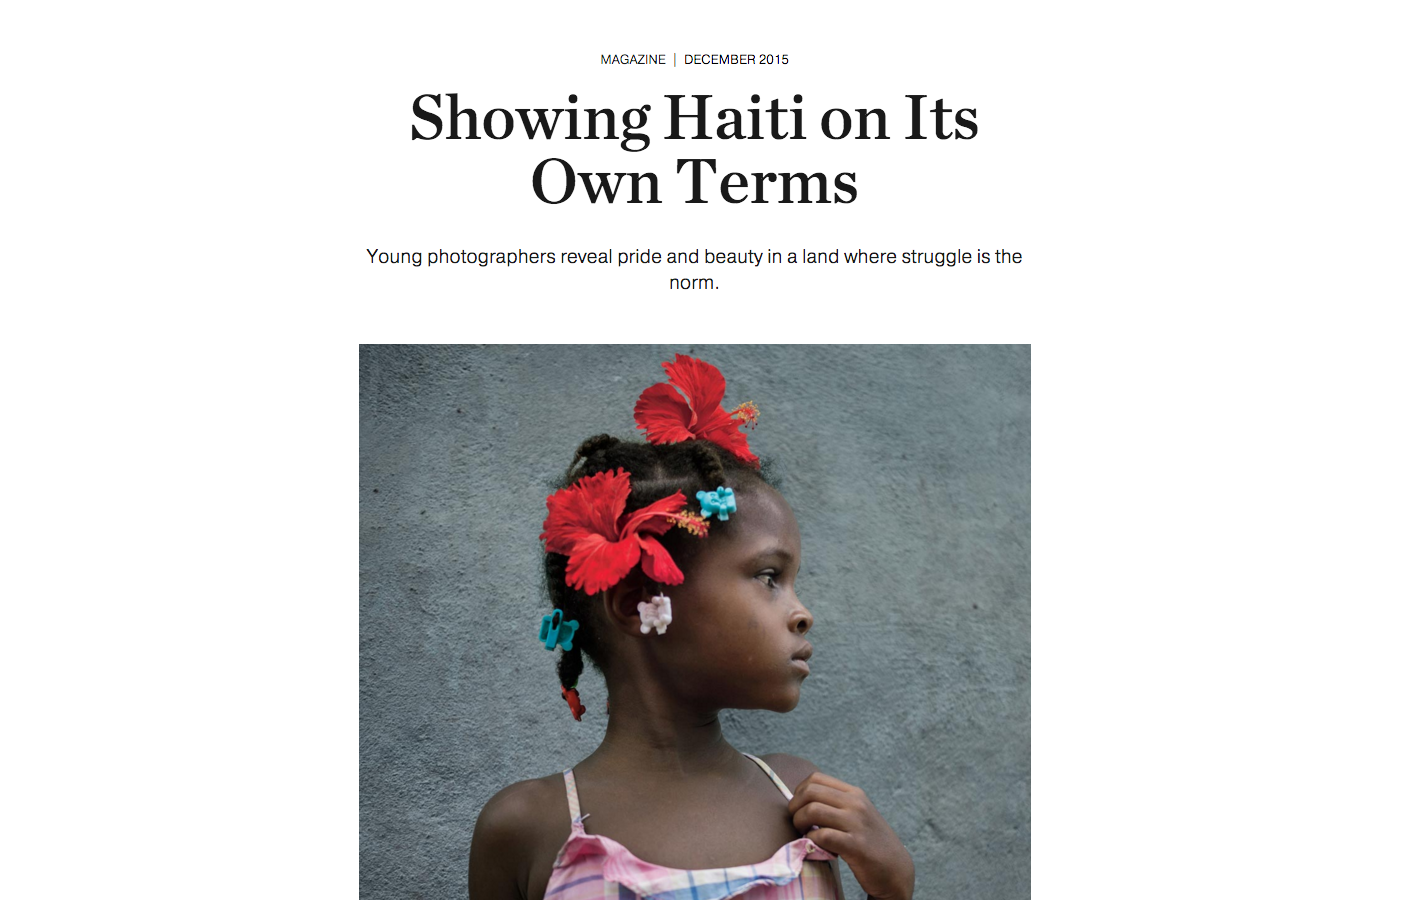 MAGAZINE | DECEMBER 2015
Showing Haiti on Its
Own Terms
Young photographers reveal pride and beauty in a land where struggle is the
norm.